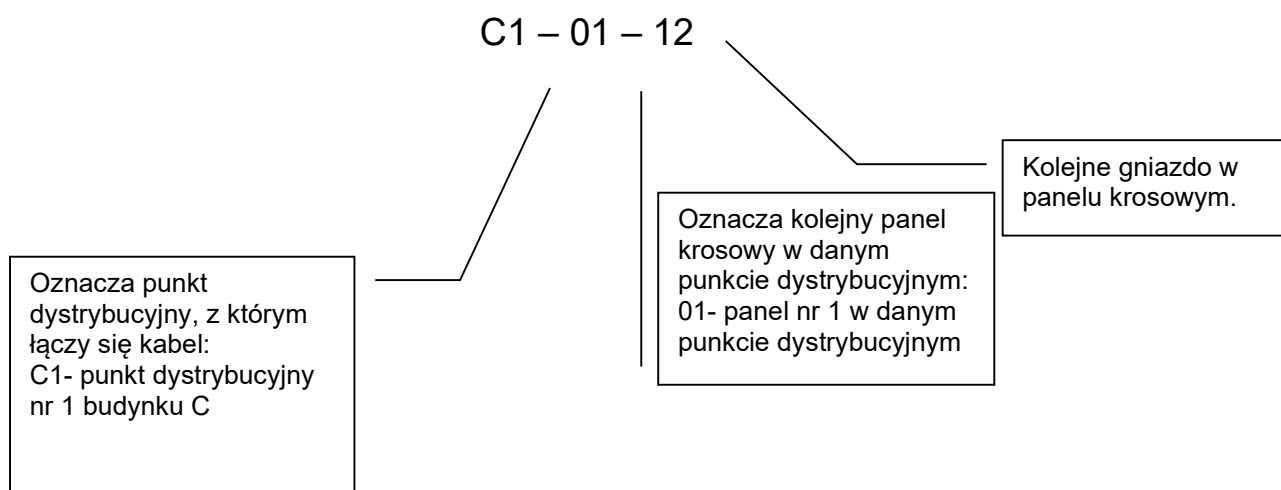 C1 – 01 – 12
Kolejne gniazdo w
panelu krosowym.
Oznacza kolejny panel
krosowy w danym
punkcie dystrybucyjnym:
01- panel nr 1 w danym
punkcie dystrybucyjnym
Oznacza punkt
dystrybucyjny, z którym
łączy się kabel:
C1- punkt dystrybucyjny
nr 1 budynku C